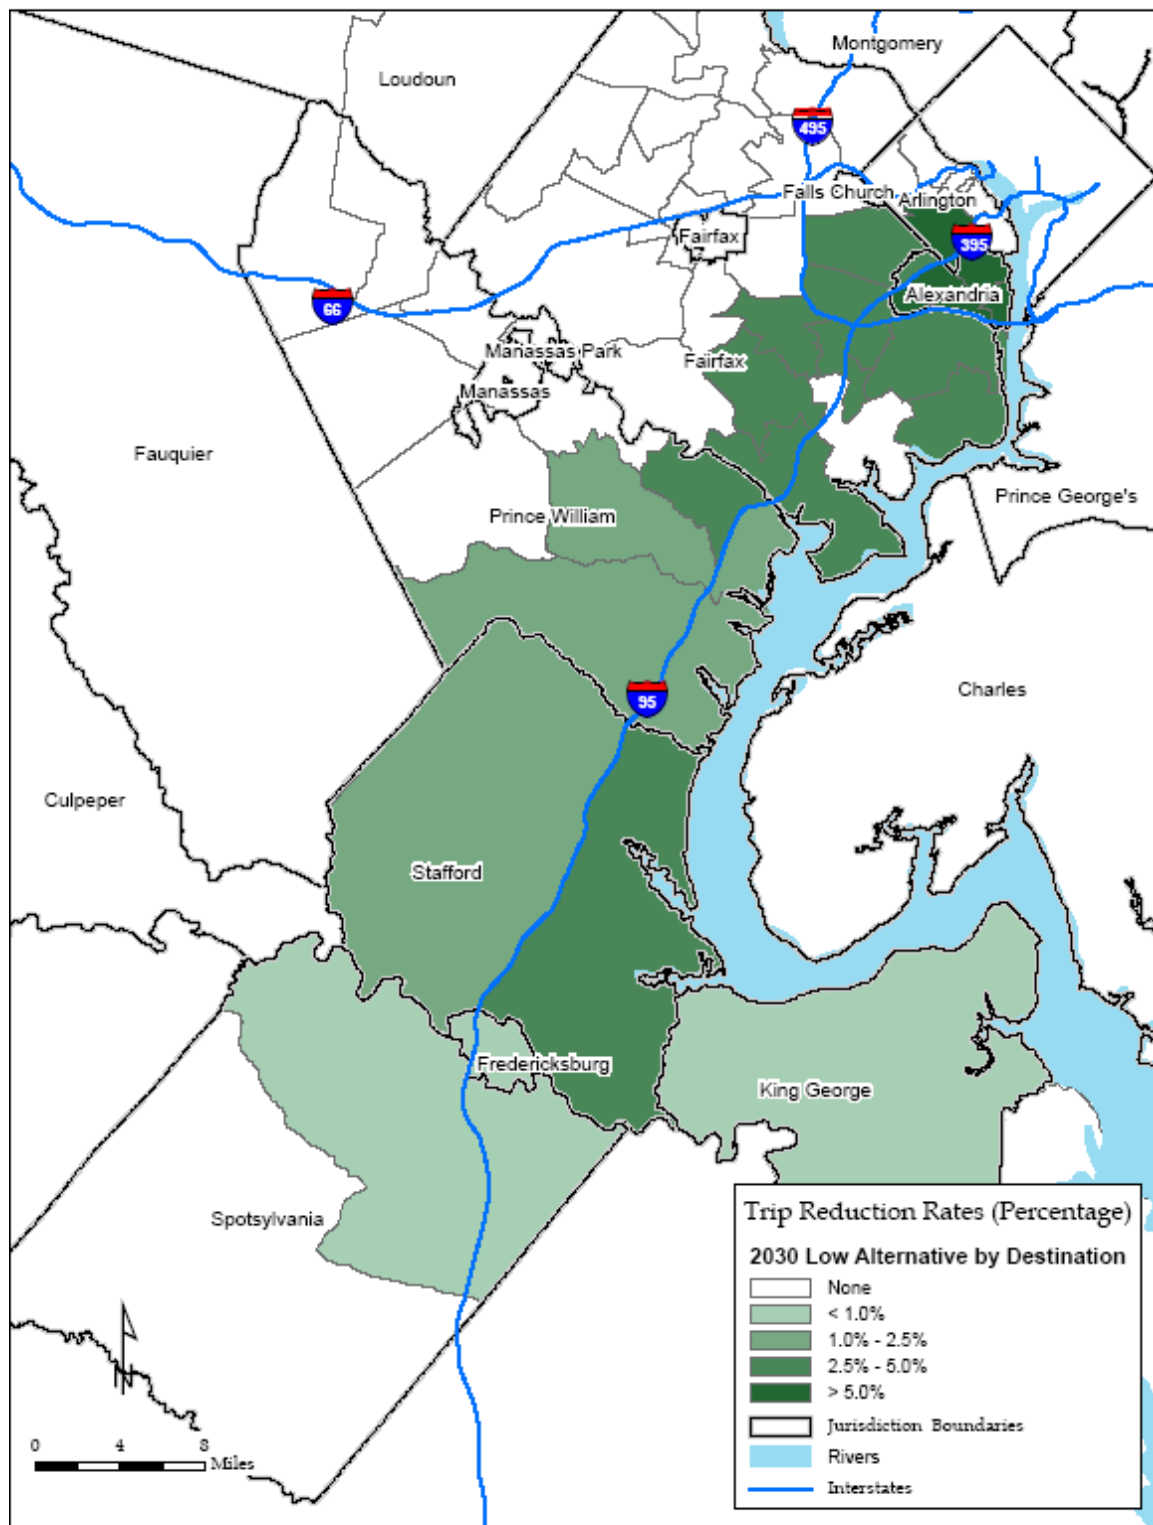 Montgomery
Loudoun
495
Falls Church
Arlington
Fairfax
395
66
Alexandria
Manassas Park
Fairfax
Manassas
Fauquier
Prince George's
Prince William
95
Charles
Culpeper
Stafford
Fredericksburg
King George
Spotsylvania
Trip Reduction Rates (Percentage)
2030 Low Alternative by Destination
None
< 1.0%
1.0% - 2.5%
2.5% - 5.0%
> 5.0%
Jurisdiction Boundaries
Rivers
Interstates
N
0 4 8
Miles